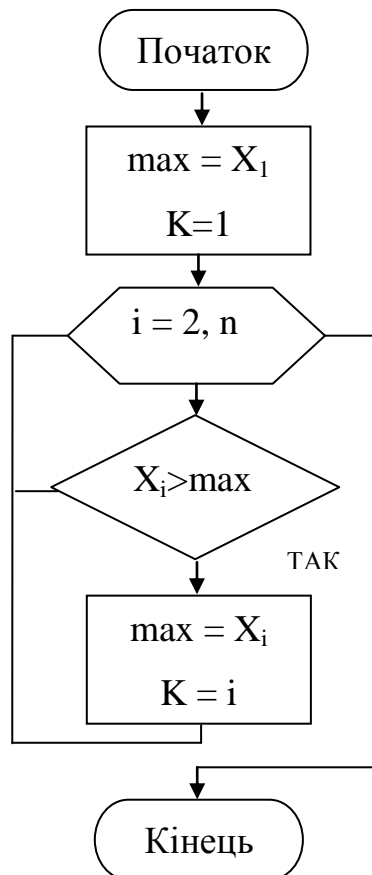 Початок
max = X₁
K=1
i = 2, n
Xᵢ>max
ТАК
max = Xᵢ
K = i
Кінець